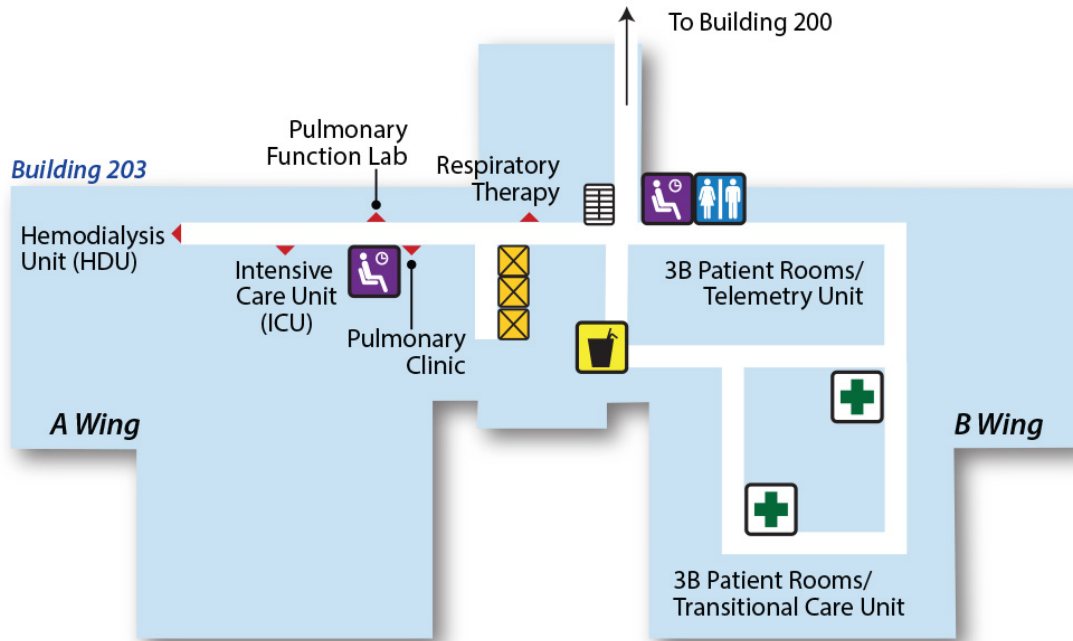 To Building 200
Pulmonary
Function Lab
Respiratory
Therapy
Building 203
Hemodialysis
Unit (HDU)
Intensive
Care Unit
(ICU)
Pulmonary
Clinic
3B Patient Rooms/
Telemetry Unit
A Wing
B Wing
3B Patient Rooms/
Transitional Care Unit